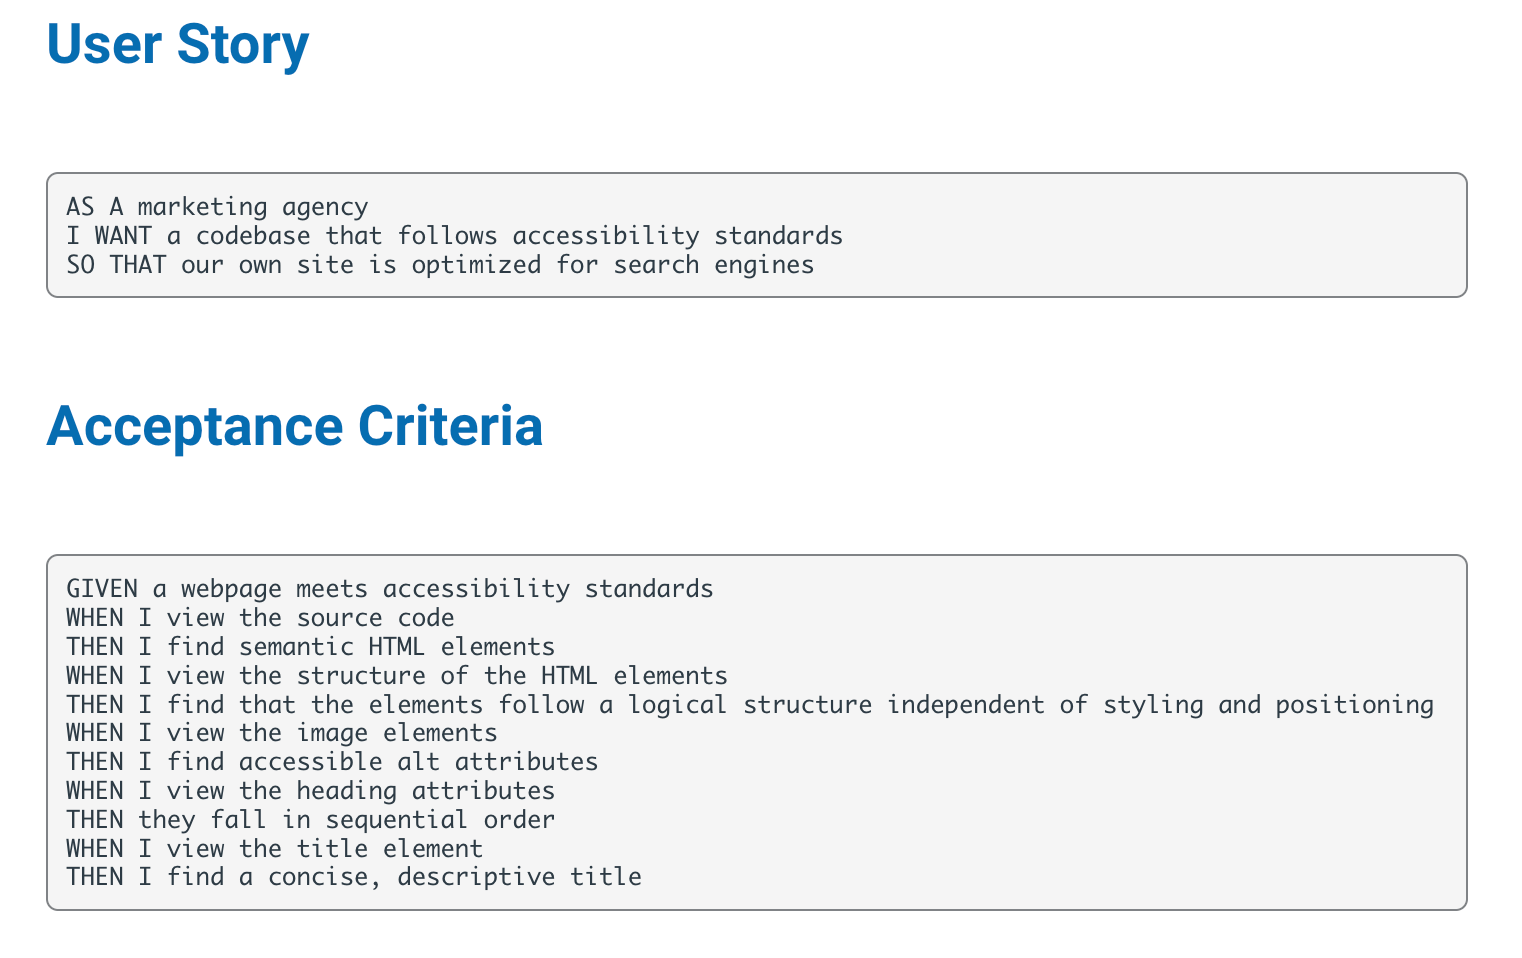 User Story
AS A marketing agency
I WANT a codebase that follows accessibility standards
SO THAT our own site is optimized for search engines
Acceptance Criteria
GIVEN a webpage meets accessibility standards
WHEN I view the source code
THEN I find semantic HTML elements
WHEN I view the structure of the HTML elements
THEN I find that the elements follow a logical structure independent of styling and positioning
WHEN I view the image elements
THEN I find accessible alt attributes
WHEN I view the heading attributes
THEN they fall in sequential order
WHEN I view the title element
THEN I find a concise, descriptive title